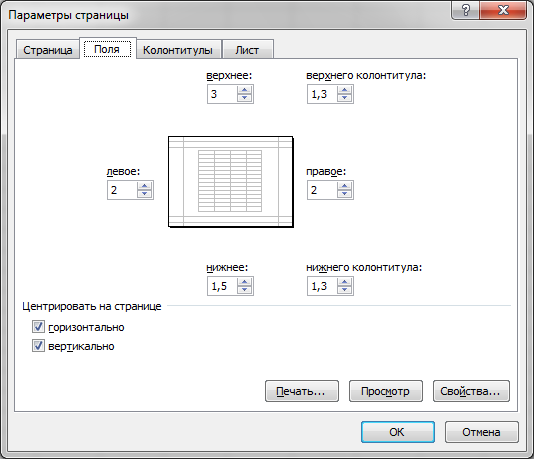 Параметры страницы
Страница Поля Колонтитулы Лист
верхнее: верхнего колонтитула:
3 1,3
левое: правое:
2 2
нижнее: нижнего колонтитула:
1,5 1,3
Центрировать на странице
горизонтально
вертикально
Печать... Просмотр Свойства...
ОК Отмена